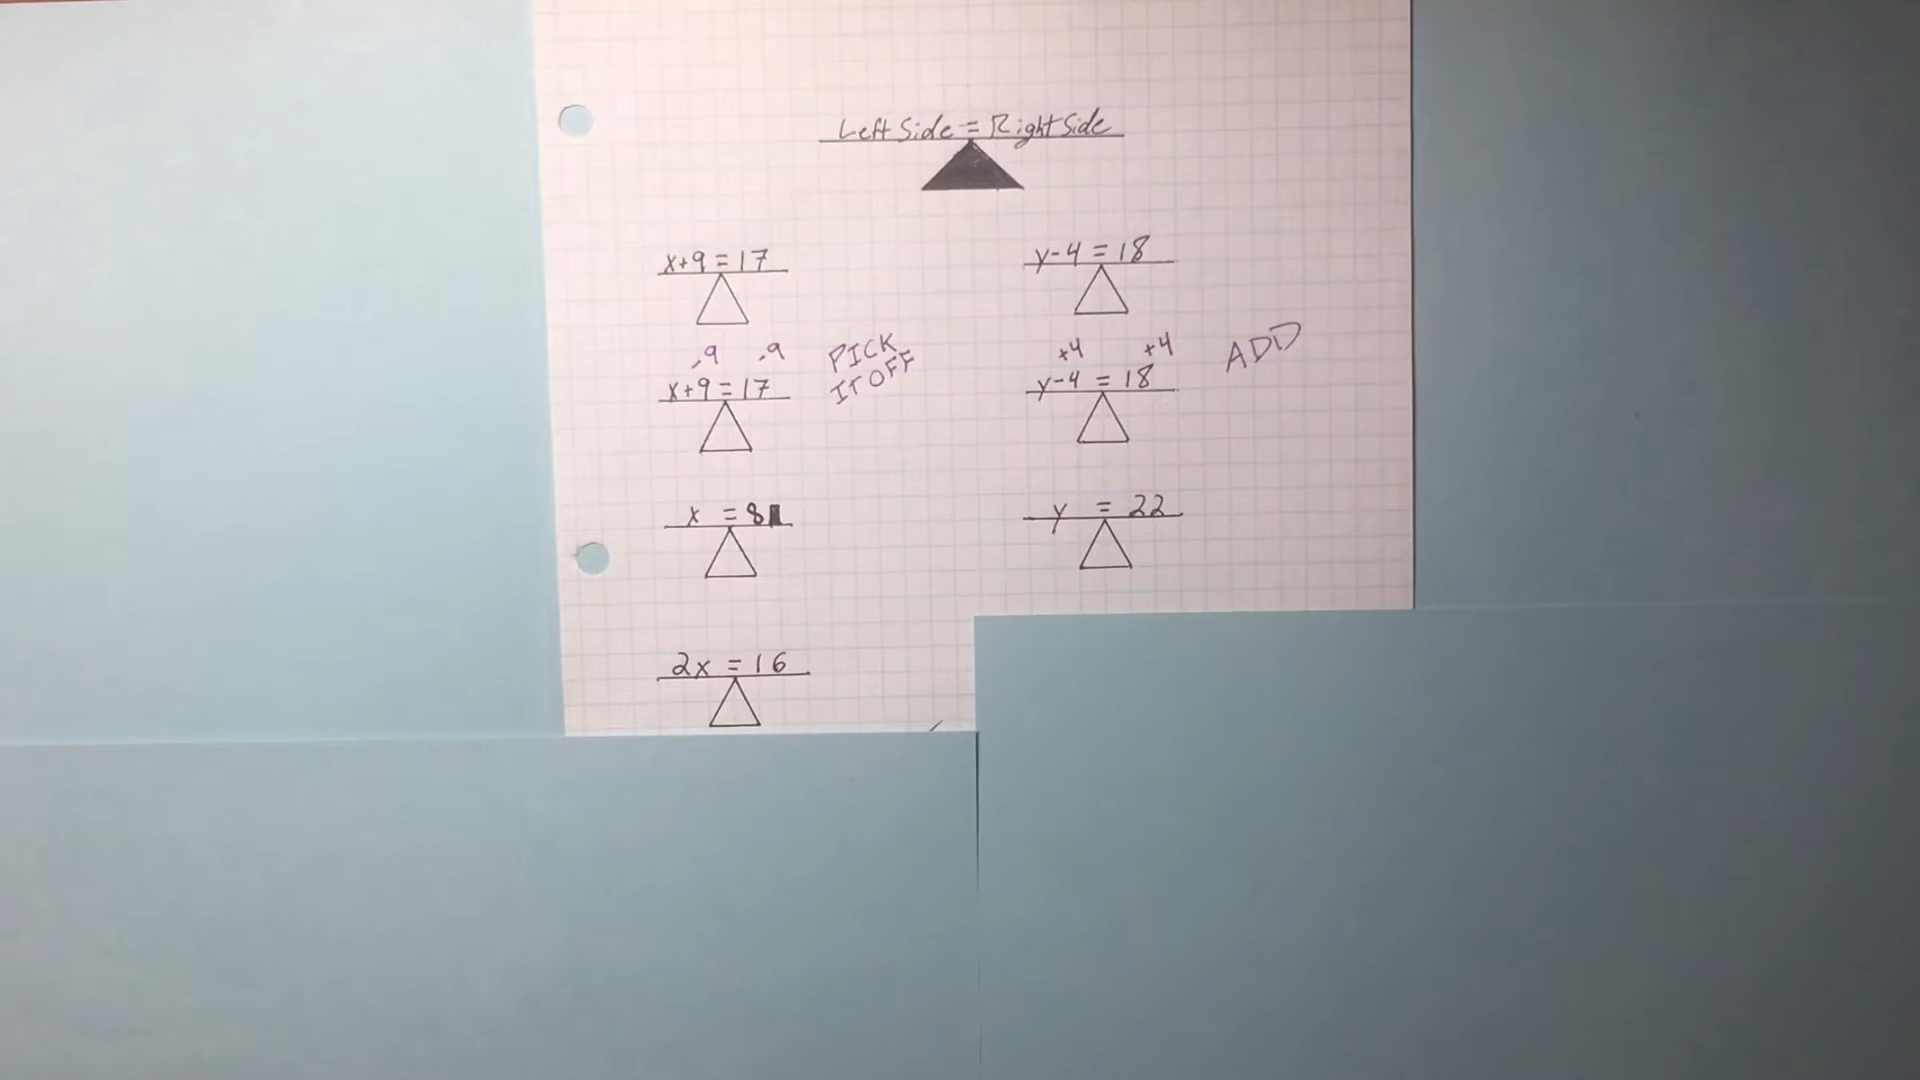 Left Side = Right Side
x+9 = 17
-9 -9
PICK
IT OFF
x+9 = 17
x = 8
2x = 16
y-4 = 18
+4 +4
ADD
y-4 = 18
y = 22